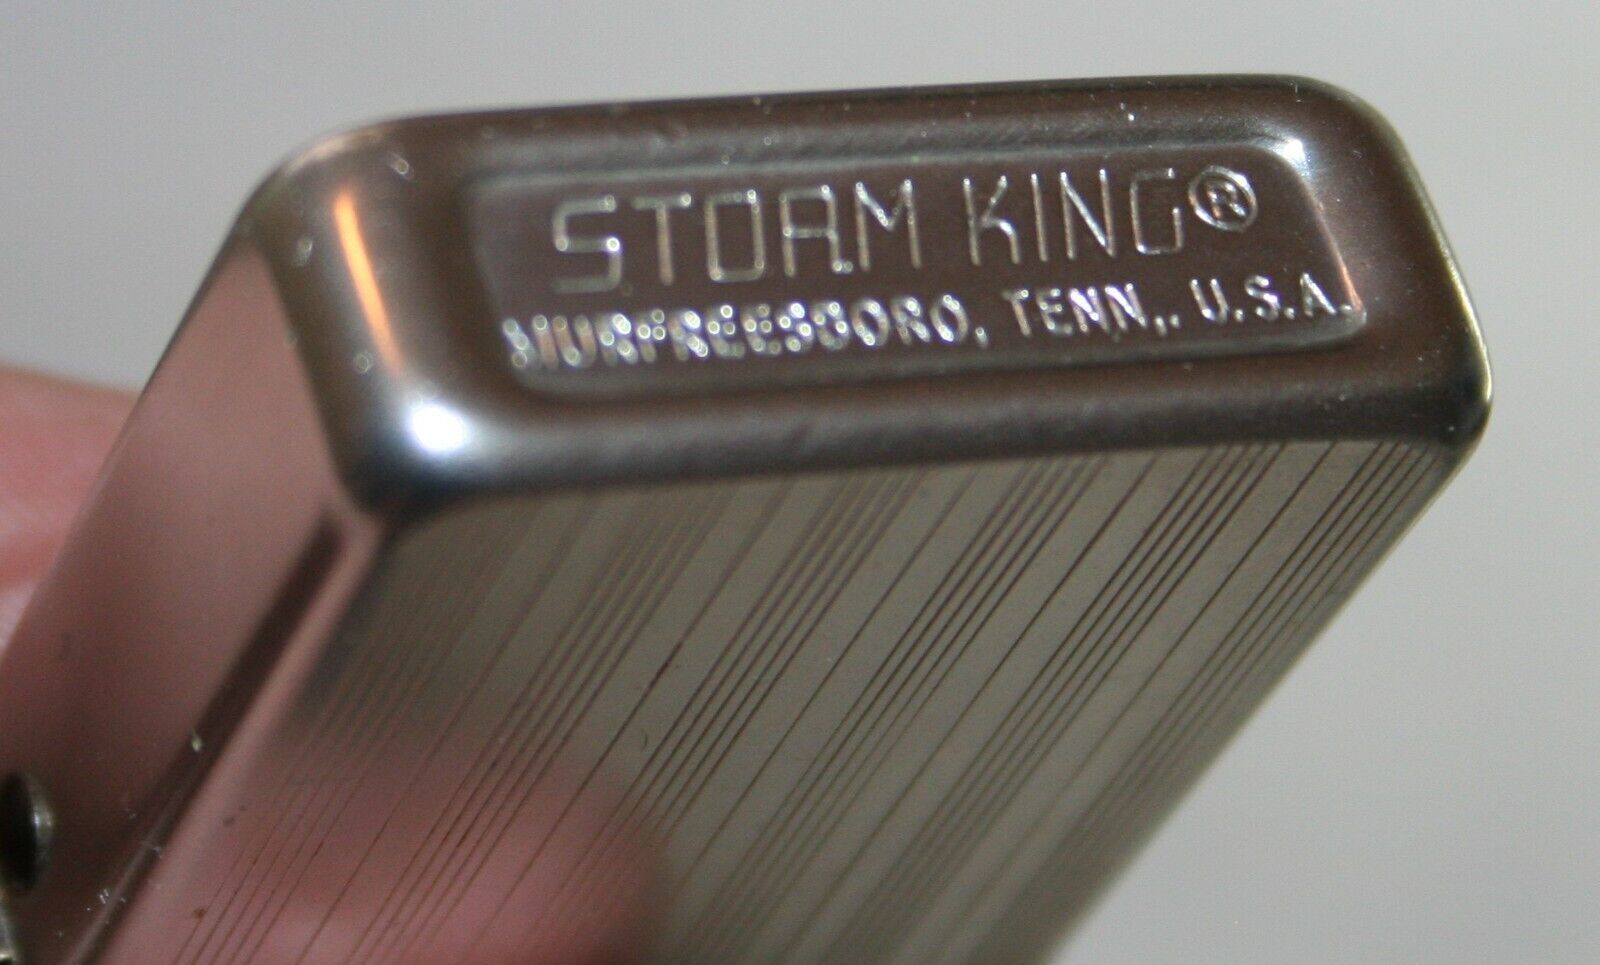 STORM KING®
MURFREESBORO, TENN., U.S.A.